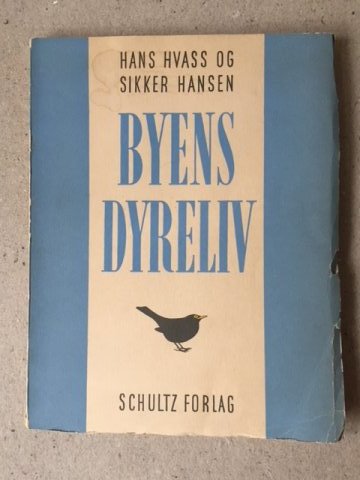 HANS HVASS OG
SIKKER HANSEN
BYENS
DYRELIV
SCHULTZ FORLAG